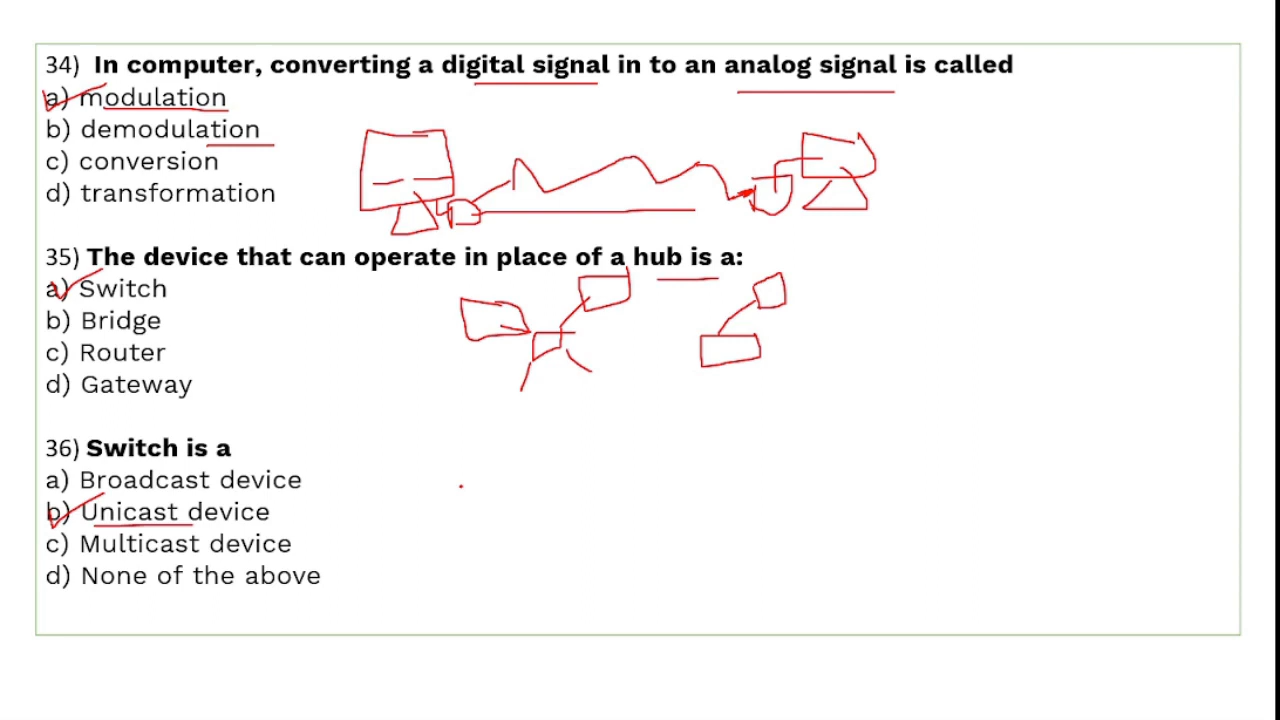 34) In computer, converting a digital signal in to an analog signal is called
a) modulation
b) demodulation
c) conversion
d) transformation
35) The device that can operate in place of a hub is a:
a) Switch
b) Bridge
c) Router
d) Gateway
36) Switch is a
a) Broadcast device
b) Unicast device
c) Multicast device
d) None of the above